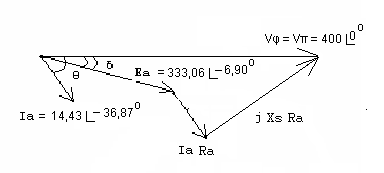 Vφ = Vπ = 400 ∟0⁰
θ
δ
Ea = 333,06 ∟-6,90⁰
Ia = 14,43 ∟-36,87⁰
j Xs Ra
Ia Ra